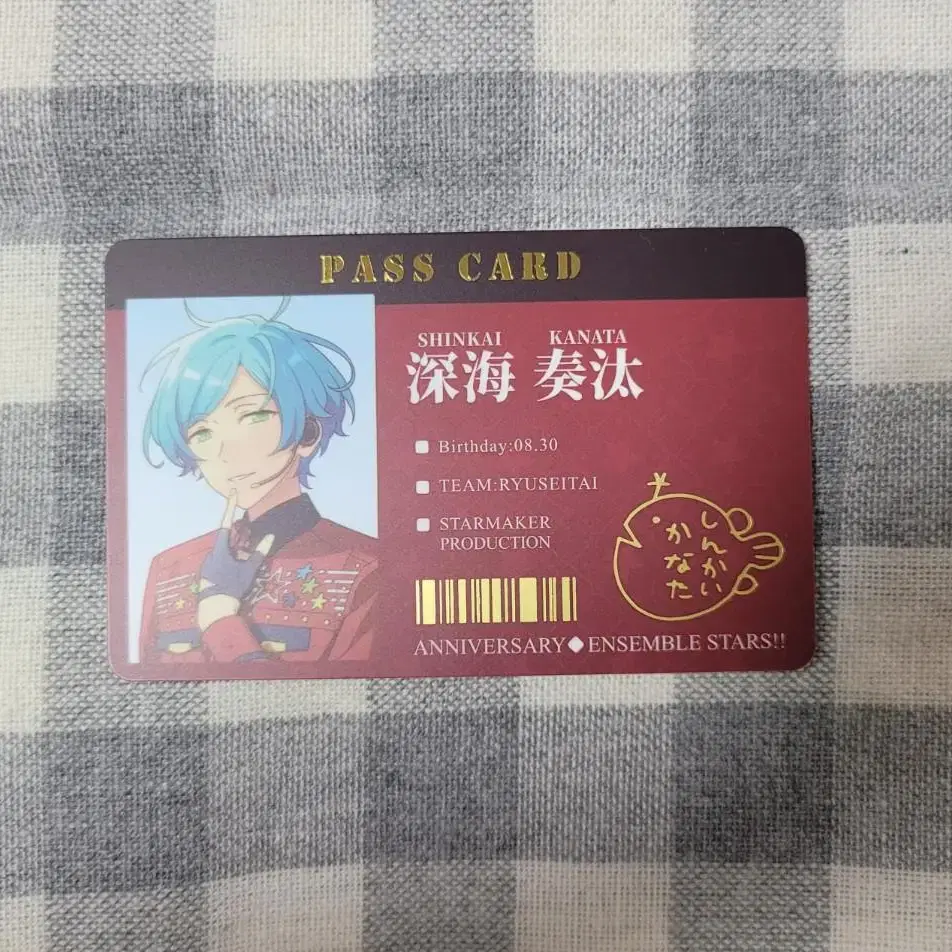 PASS CARD
SHINKAI KANATA
深海 奏汰
Birthday:08.30
TEAM:RYUSEITAI
STARMAKER
PRODUCTION
しんかい
かなた
ANNIVERSARY◆ENSEMBLE STARS!!